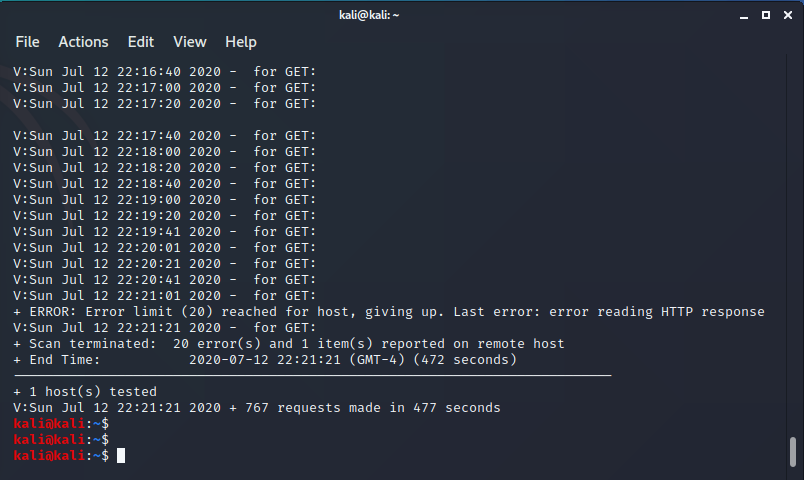 kali@kali: ~
File Actions Edit View Help
V:Sun Jul 12 22:16:40 2020 -  for GET:
V:Sun Jul 12 22:17:00 2020 -  for GET:
V:Sun Jul 12 22:17:20 2020 -  for GET:
V:Sun Jul 12 22:17:40 2020 -  for GET:
V:Sun Jul 12 22:18:00 2020 -  for GET:
V:Sun Jul 12 22:18:20 2020 -  for GET:
V:Sun Jul 12 22:18:40 2020 -  for GET:
V:Sun Jul 12 22:19:00 2020 -  for GET:
V:Sun Jul 12 22:19:20 2020 -  for GET:
V:Sun Jul 12 22:19:41 2020 -  for GET:
V:Sun Jul 12 22:20:01 2020 -  for GET:
V:Sun Jul 12 22:20:21 2020 -  for GET:
V:Sun Jul 12 22:20:41 2020 -  for GET:
V:Sun Jul 12 22:21:01 2020 -  for GET:
+ ERROR: Error limit (20) reached for host, giving up. Last error: error reading HTTP response
V:Sun Jul 12 22:21:21 2020 -  for GET:
+ Scan terminated:  20 error(s) and 1 item(s) reported on remote host
+ End Time:           2020-07-12 22:21:21 (GMT-4) (472 seconds)
+ 1 host(s) tested
V:Sun Jul 12 22:21:21 2020 + 767 requests made in 477 seconds
kali@kali:~$
kali@kali:~$
kali@kali:~$